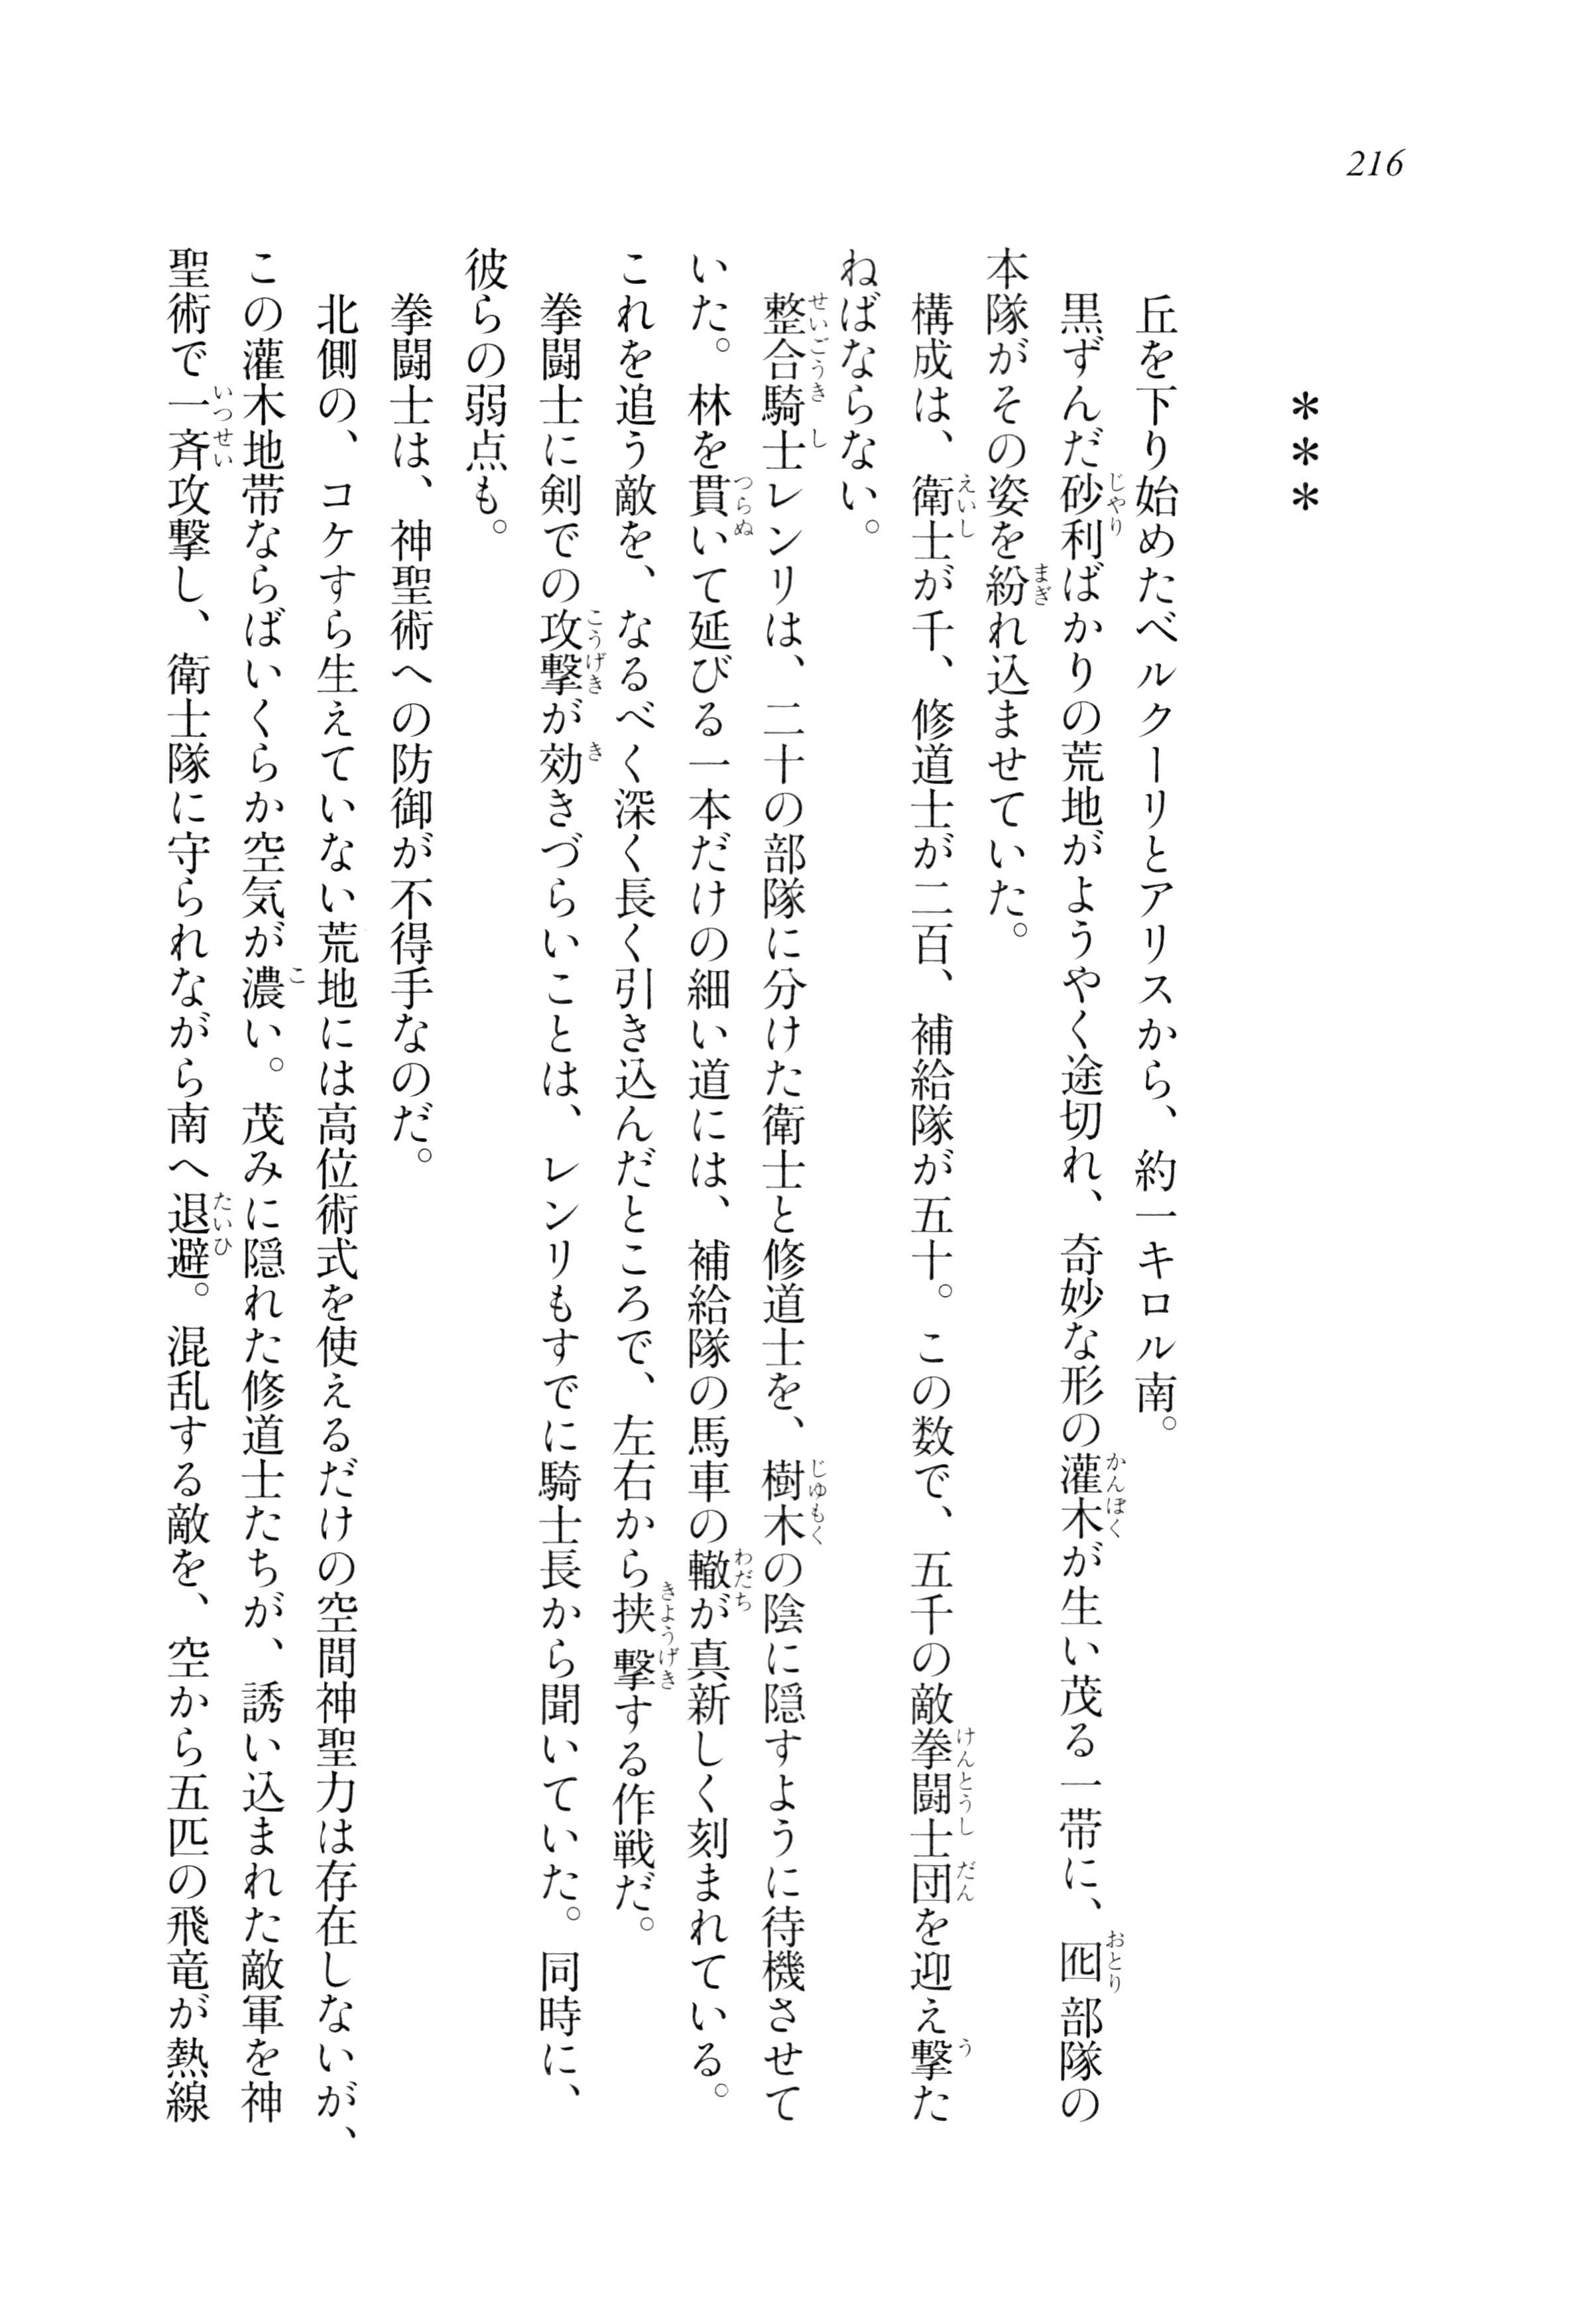 216
＊＊＊
丘を下り始めたベルクーリとアリスから、約一キロル南。
黒ずんだ砂利ばかりの荒地がようやく途切れ、奇妙な形の灌木が生い茂る一帯に、囮部隊の
本隊がその姿を紛れ込ませていた。
構成は、衛士が千、修道士が二百、補給隊が五十。この数で、五千の敵拳闘士団を迎え撃た
ねばならない。
整合騎士レンリは、二十の部隊に分けた衛士と修道士を、樹木の陰に隠すように待機させて
いた。林を貫いて延びる一本だけの細い道には、補給隊の馬車の轍が真新しく刻まれている。
これを追う敵を、なるべく深く長く引き込んだところで、左右から挟撃する作戦だ。
拳闘士に剣での攻撃が効きづらいことは、レンリもすでに騎士長から聞いていた。同時に、
彼らの弱点も。
拳闘士は、神聖術への防御が不得手なのだ。
北側の、コケすら生えていない荒地には高位術式を使えるだけの空間神聖力は存在しないが、
この灌木地帯ならばいくらか空気が濃い。茂みに隠れた修道士たちが、誘い込まれた敵軍を神
聖術で一斉攻撃し、衛士隊に守られながら南へ退避。混乱する敵を、空から五匹の飛竜が熱線